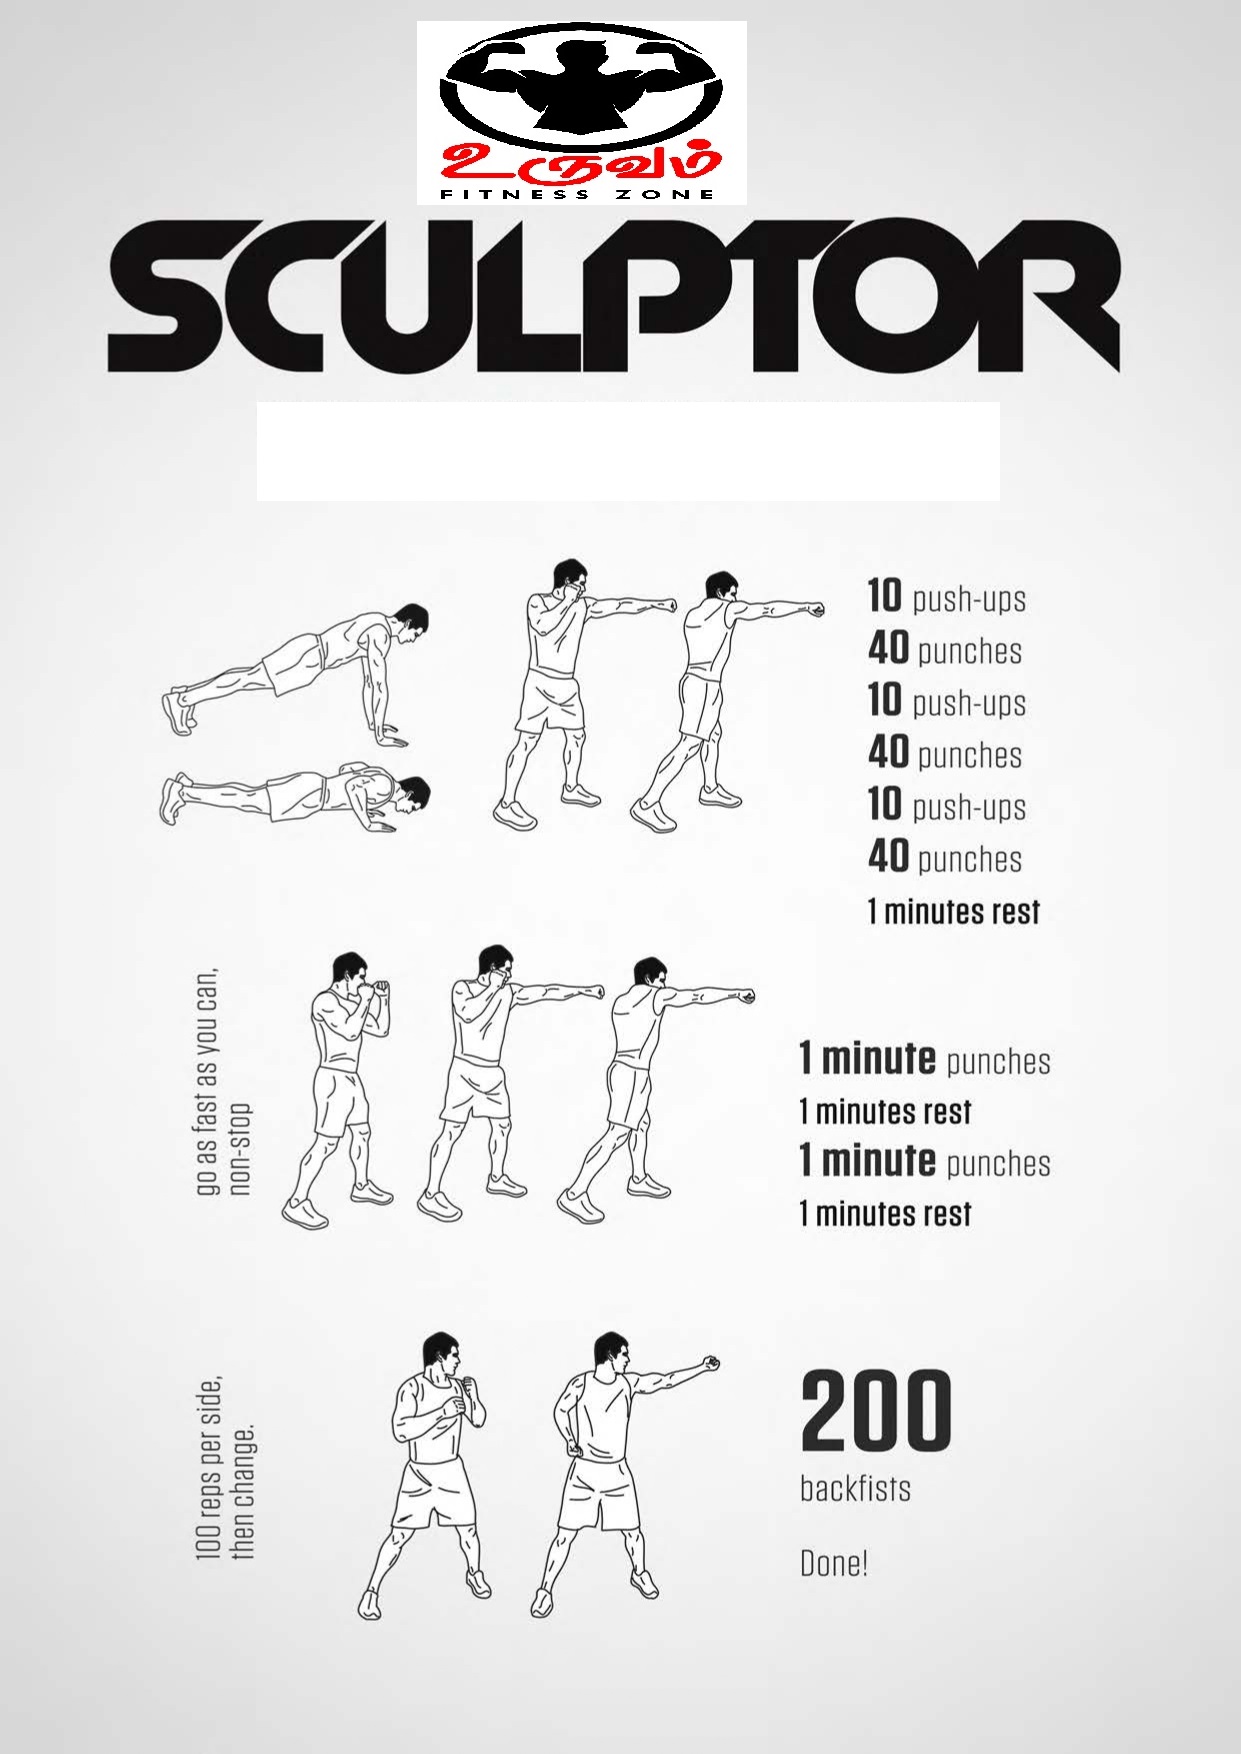 உருவம்
FITNESS ZONE
SCULPTOR
10 push-ups
40 punches
10 push-ups
40 punches
10 push-ups
40 punches
1 minutes rest
go as fast as you can,
non-stop
1 minute punches
1 minutes rest
1 minute punches
1 minutes rest
100 reps per side,
then change.
200
backfists
Done!